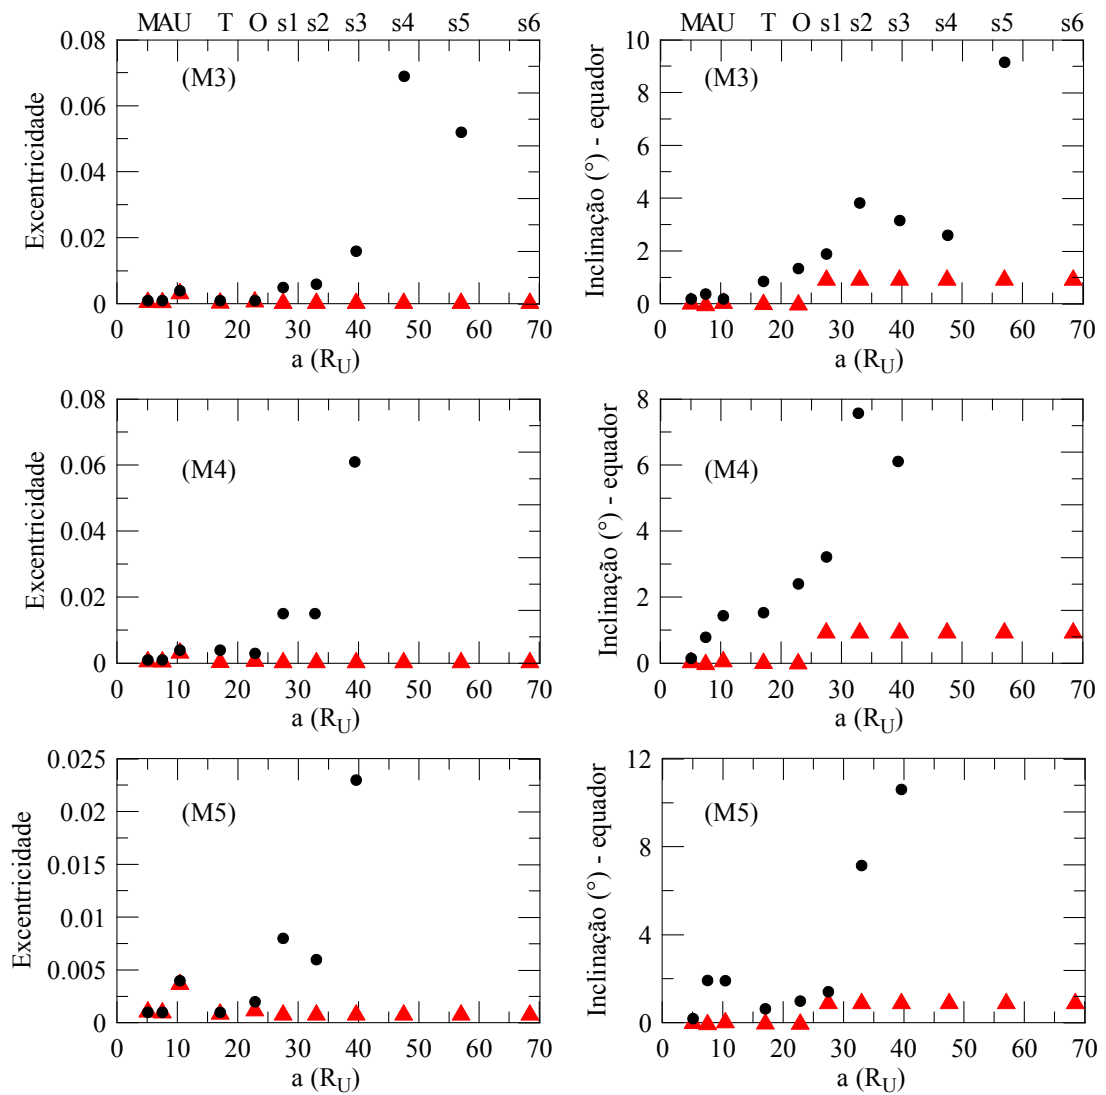 MAU T O s1 s2 s3 s4 s5 s6
0.08
0.06
0.04
0.02
0
(M3)
Excentricidade
0 10 20 30 40 50 60 70
a (R_U)
MAU T O s1 s2 s3 s4 s5 s6
10
8
6
4
2
0
(M3)
Inclinação (°) - equador
0 10 20 30 40 50 60 70
a (R_U)
0.08
0.06
0.04
0.02
0
(M4)
Excentricidade
0 10 20 30 40 50 60 70
a (R_U)
8
6
4
2
0
(M4)
Inclinação (°) - equador
0 10 20 30 40 50 60 70
a (R_U)
0.025
0.02
0.015
0.01
0.005
0
(M5)
Excentricidade
0 10 20 30 40 50 60 70
a (R_U)
12
8
4
0
(M5)
Inclinação (°) - equador
0 10 20 30 40 50 60 70
a (R_U)